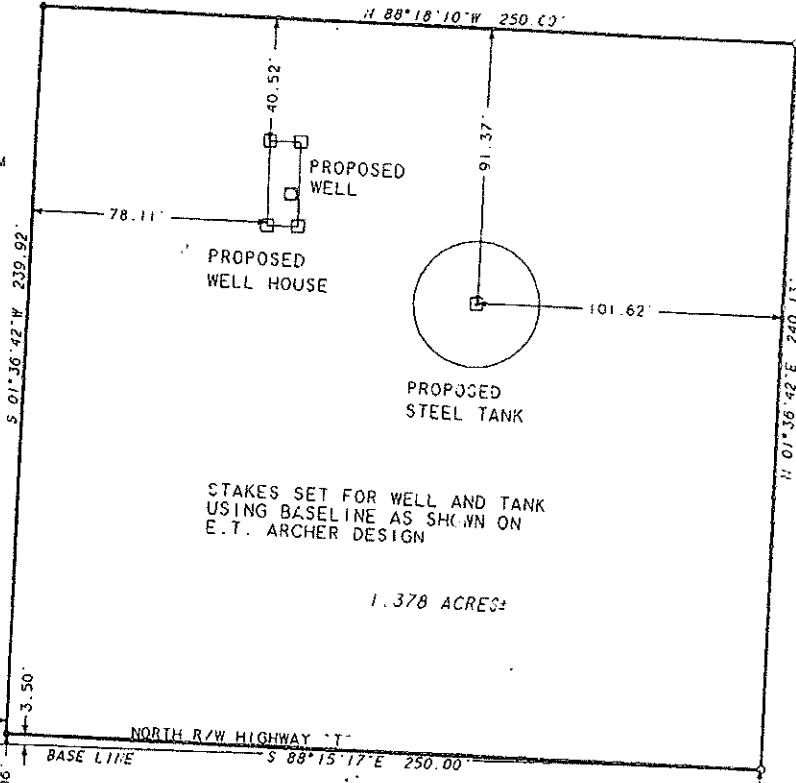 N 88°18'10"W 250.00'
40.52'
91.37'
M
PROPOSED
WELL
78.11'
PROPOSED
WELL HOUSE
S 01°36'42"W 239.92'
101.62'
N 01°36'42"E 240.13'
PROPOSED
STEEL TANK
STAKES SET FOR WELL AND TANK
USING BASELINE AS SHOWN ON
E.T. ARCHER DESIGN
1.378 ACRES±
3.50'
NORTH R/W HIGHWAY "T"
BASE LINE S 88°15'17"E 250.00'